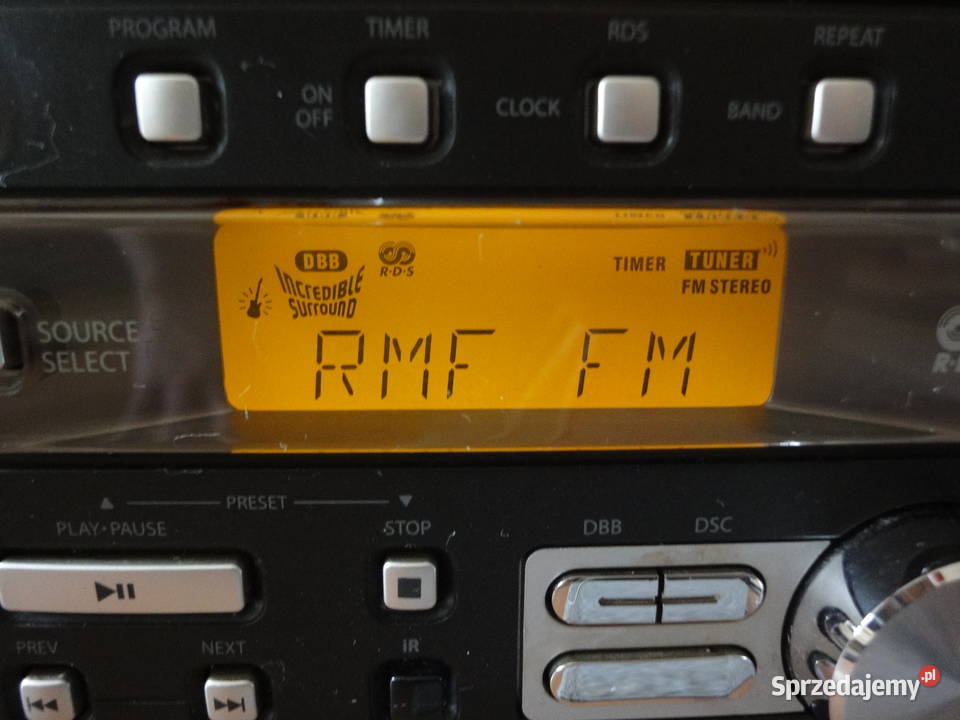 PROGRAM
TIMER
RDS
REPEAT
ON
OFF
CLOCK
BAND
DBB
R·D·S
INCREDIBLE
SURROUND
TIMER
TUNER
FM STEREO
RMF FM
SOURCE
SELECT
PRESET
PLAY•PAUSE
STOP
DBB
DSC
PREV
NEXT
iR
Sprzedajemy.pl